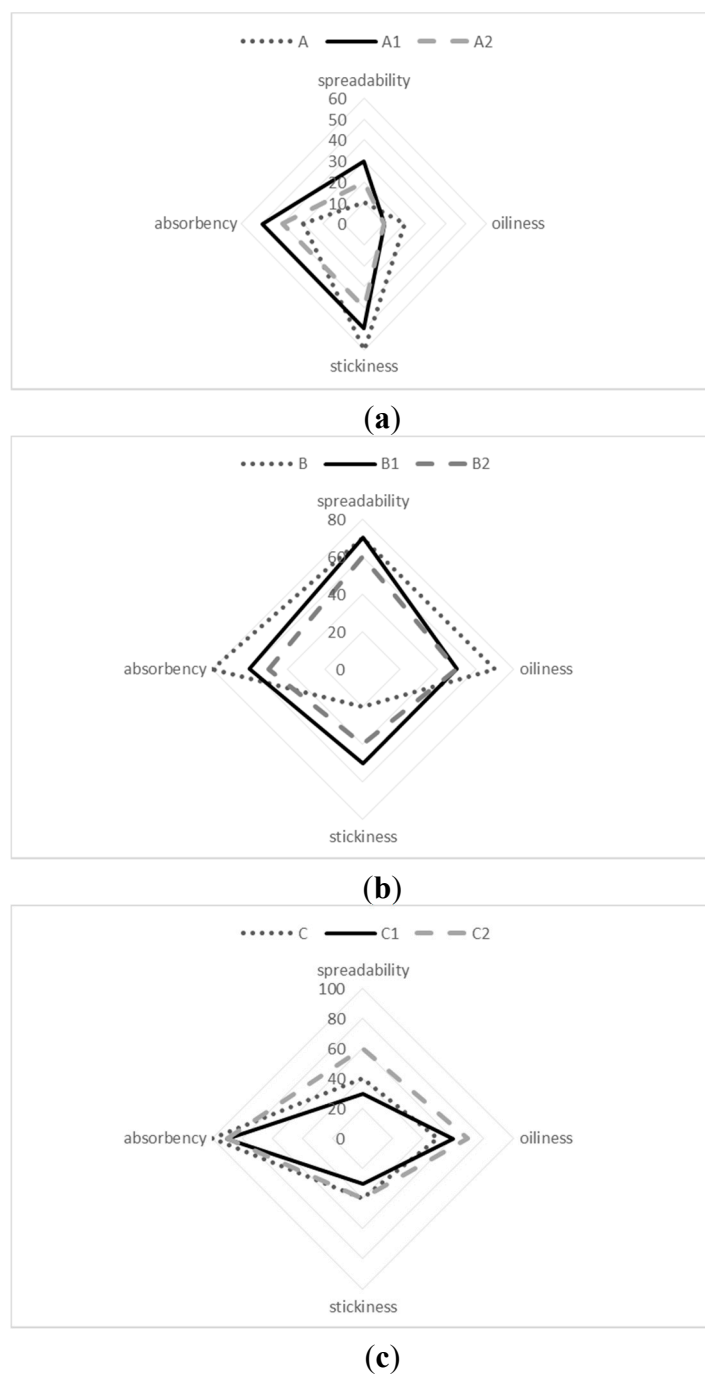 A A1 A2
spreadability
60
50
40
30
20
10
absorbency 0 oiliness
stickiness
(a)
B B1 B2
spreadability
80
60
40
20
absorbency 0 oiliness
stickiness
(b)
C C1 C2
spreadability
100
80
60
40
20
absorbency 0 oiliness
stickiness
(c)